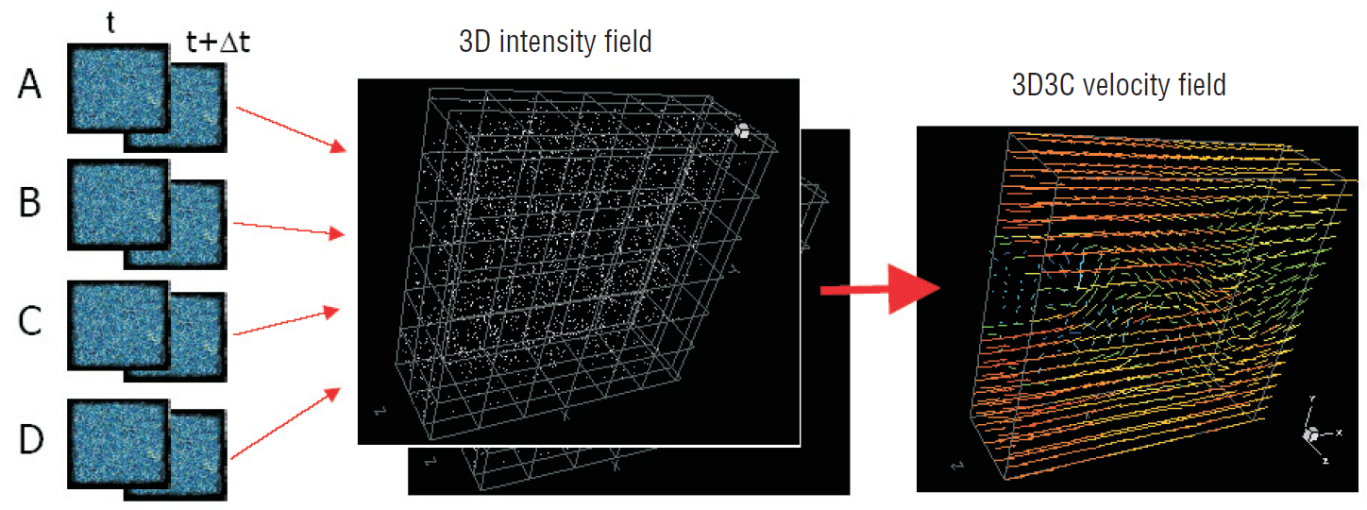 t
t+Δt
A
B
C
D
3D intensity field
Z
X
Y
Z
X
3D3C velocity field
Z
X
Y
X
Z